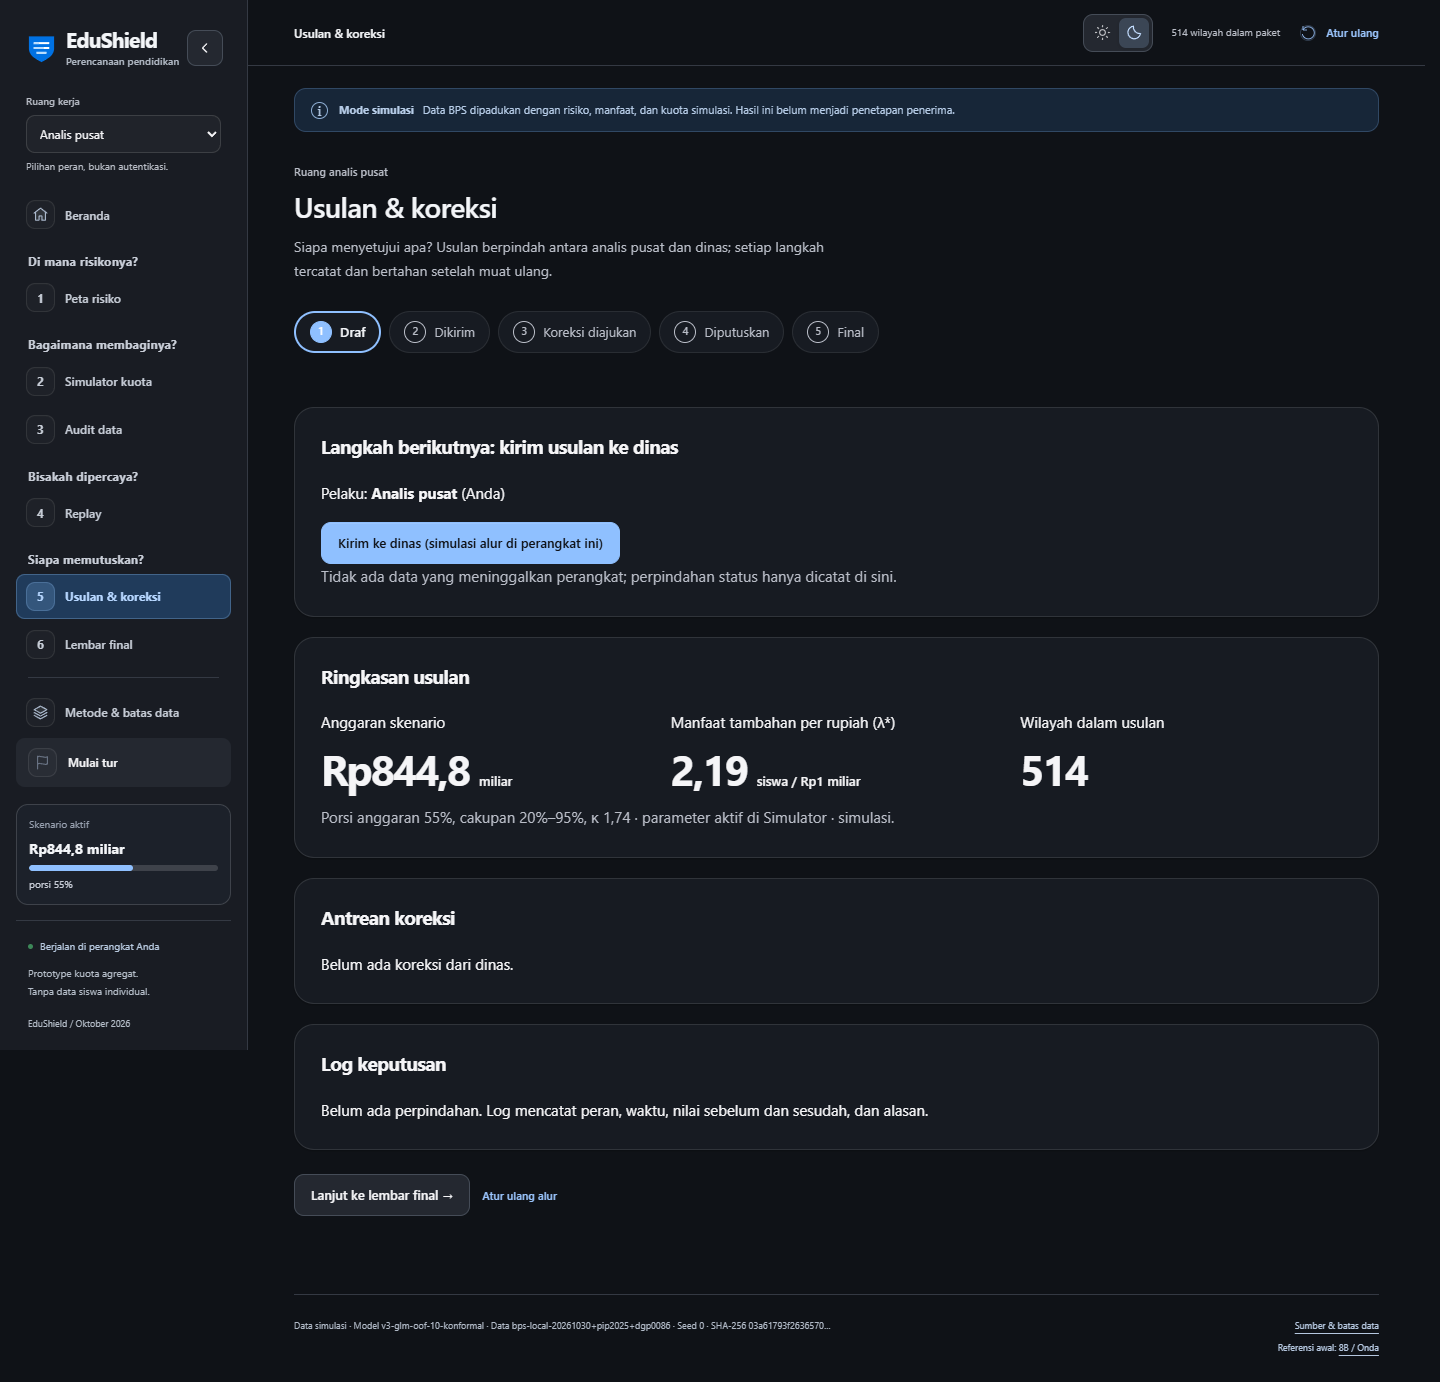 EduShield
Perencanaan pendidikan
Ruang kerja
Analis pusat
Pilihan peran, bukan autentikasi.
Beranda
Di mana risikonya?
1 Peta risiko
Bagaimana membaginya?
2 Simulator kuota
3 Audit data
Bisakah dipercaya?
4 Replay
Siapa memutuskan?
5 Usulan & koreksi
6 Lembar final
Metode & batas data
Mulai tur
Skenario aktif
Rp844,8 miliar
porsi 55%
Berjalan di perangkat Anda
Prototype kuota agregat.
Tanpa data siswa individual.
EduShield / Oktober 2026
Usulan & koreksi
514 wilayah dalam paket
Atur ulang
Mode simulasi Data BPS dipadukan dengan risiko, manfaat, dan kuota simulasi. Hasil ini belum menjadi penetapan penerima.
Ruang analis pusat
Usulan & koreksi
Siapa menyetujui apa? Usulan berpindah antara analis pusat dan dinas; setiap langkah
tercatat dan bertahan setelah muat ulang.
1 Draf
2 Dikirim
3 Koreksi diajukan
4 Diputuskan
5 Final
Langkah berikutnya: kirim usulan ke dinas
Pelaku: Analis pusat (Anda)
Kirim ke dinas (simulasi alur di perangkat ini)
Tidak ada data yang meninggalkan perangkat; perpindahan status hanya dicatat di sini.
Ringkasan usulan
Anggaran skenario
Rp844,8 miliar
Manfaat tambahan per rupiah (λ*)
2,19 siswa / Rp1 miliar
Wilayah dalam usulan
514
Porsi anggaran 55%, cakupan 20%–95%, κ 1,74 · parameter aktif di Simulator · simulasi.
Antrean koreksi
Belum ada koreksi dari dinas.
Log keputusan
Belum ada perpindahan. Log mencatat peran, waktu, nilai sebelum dan sesudah, dan alasan.
Lanjut ke lembar final →
Atur ulang alur
Data simulasi · Model v3-glm-oof-10-konformal · Data bps-local-20261030+pip2025+dgp0086 · Seed 0 · SHA-256 03a61793f2636570…
Sumber & batas data
Referensi awal: 8B / Onda